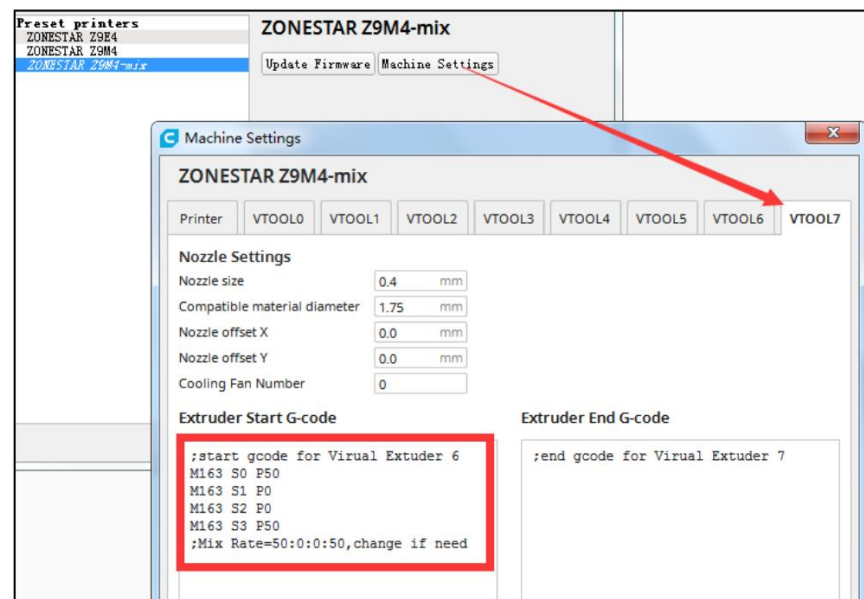 Preset printers
ZONESTAR Z9E4
ZONESTAR Z9M4
ZONESTAR Z9M4-mix
ZONESTAR Z9M4-mix
Update Firmware Machine Settings
Machine Settings
ZONESTAR Z9M4-mix
Printer VTOOL0 VTOOL1 VTOOL2 VTOOL3 VTOOL4 VTOOL5 VTOOL6 VTOOL7
Nozzle Settings
Nozzle size 0.4 mm
Compatible material diameter 1.75 mm
Nozzle offset X 0.0 mm
Nozzle offset Y 0.0 mm
Cooling Fan Number 0
Extruder Start G-code
;start gcode for Virual Extuder 6
M163 S0 P50
M163 S1 P0
M163 S2 P0
M163 S3 P50
;Mix Rate=50:0:0:50,change if need
Extruder End G-code
;end gcode for Virual Extuder 7